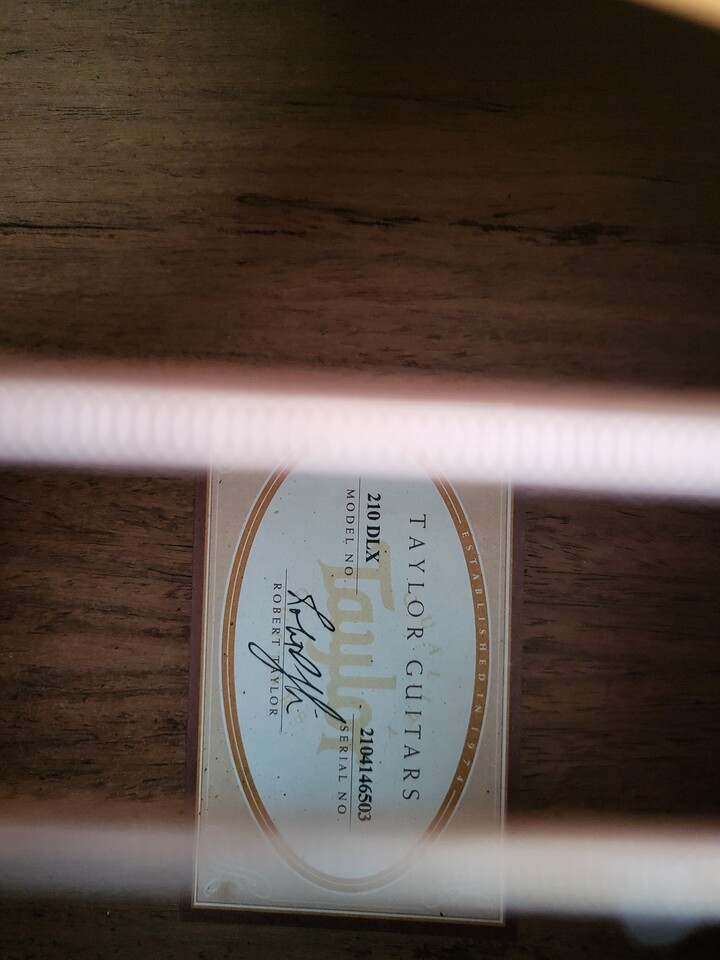 TAYLOR GUITARS
210 DLX
MODEL NO.
2104146503
SERIAL NO
Taylor
ROBERT TAYLOR
— ESTABLISHED IN 1974 —